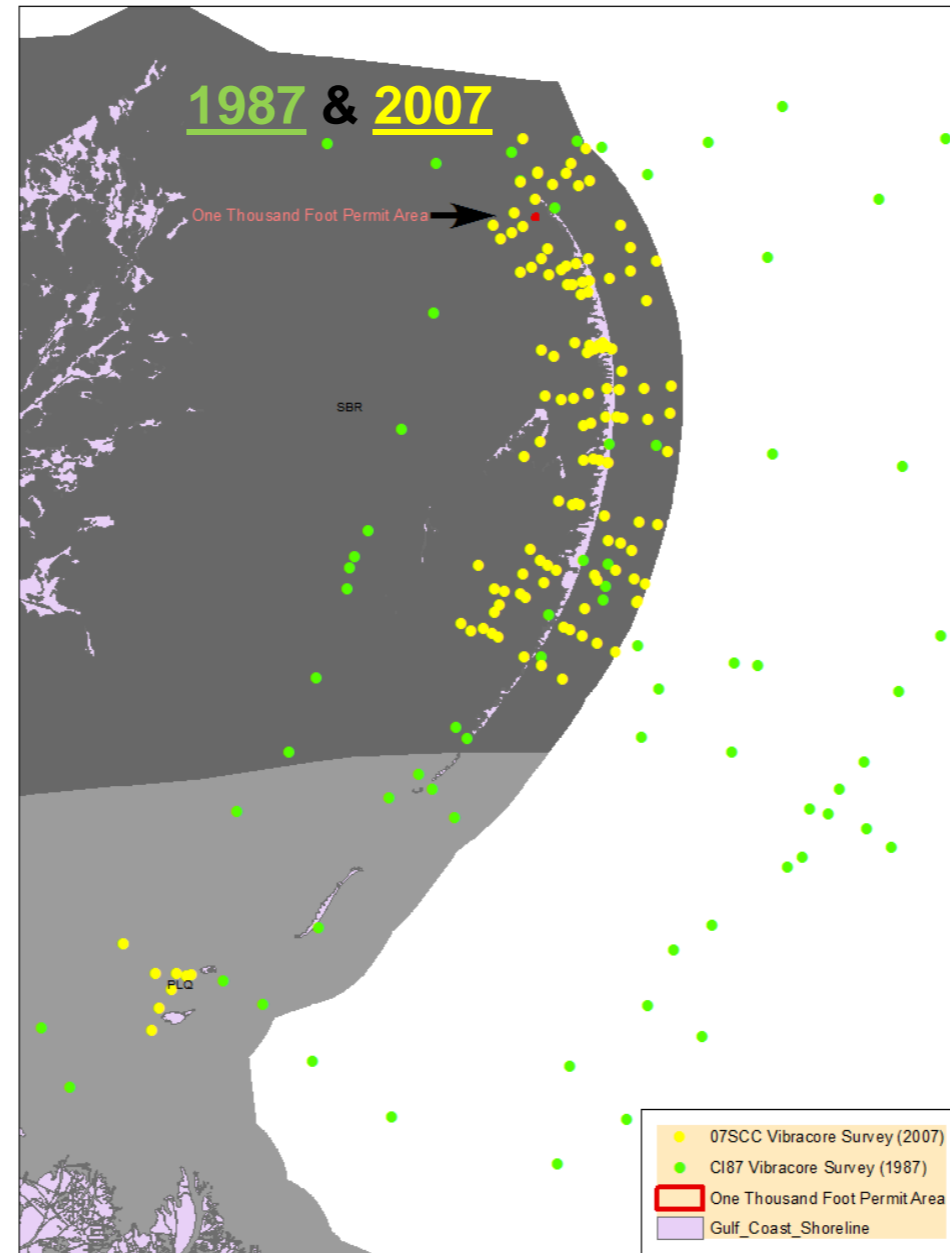 1987 & 2007
One Thousand Foot Permit Area
SBR
PLQ
07SCC Vibracore Survey (2007)
CI87 Vibracore Survey (1987)
One Thousand Foot Permit Area
Gulf_Coast_Shoreline